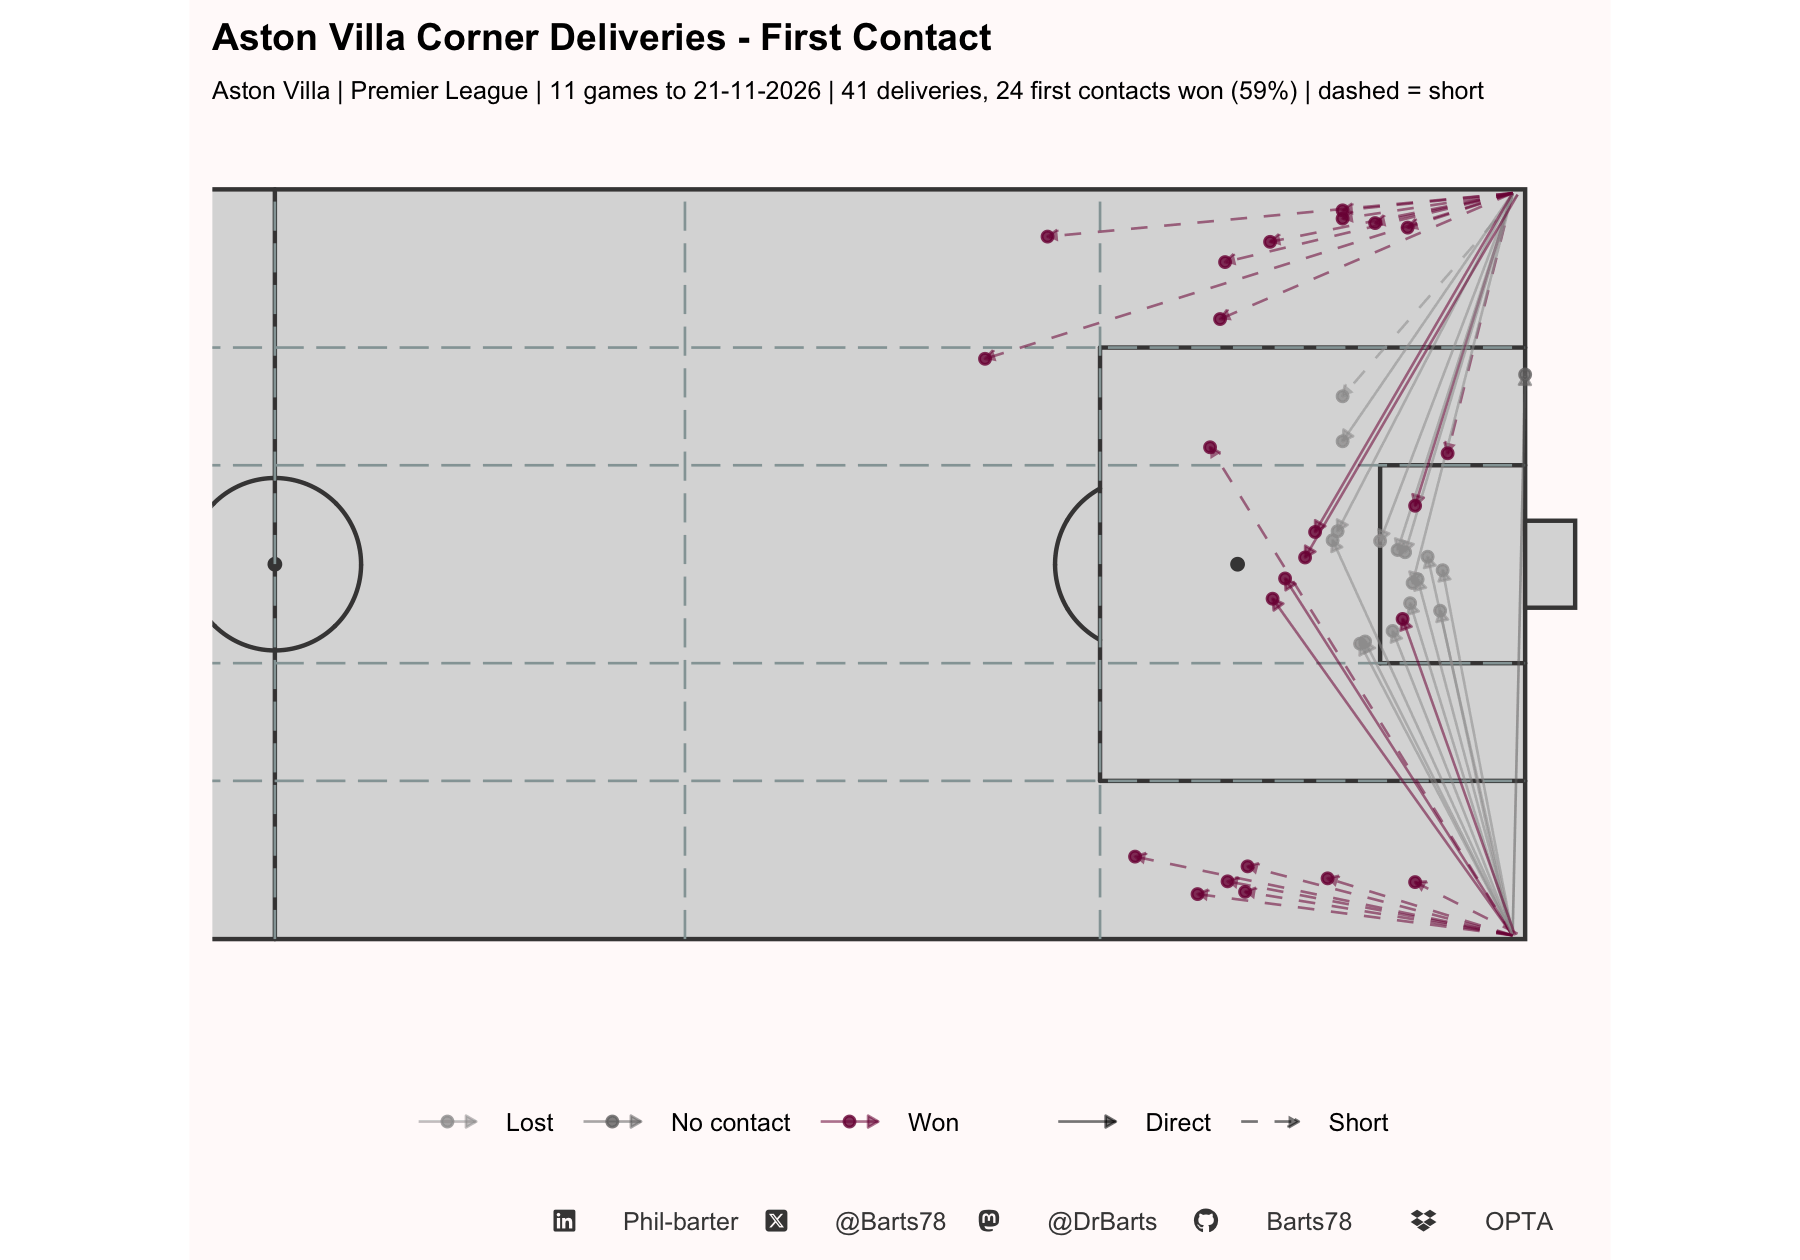 Aston Villa Corner Deliveries - First Contact
Aston Villa | Premier League | 11 games to 21-11-2026 | 41 deliveries, 24 first contacts won (59%) | dashed = short
Lost No contact Won Direct Short
Phil-barter @Barts78 @DrBarts Barts78 OPTA